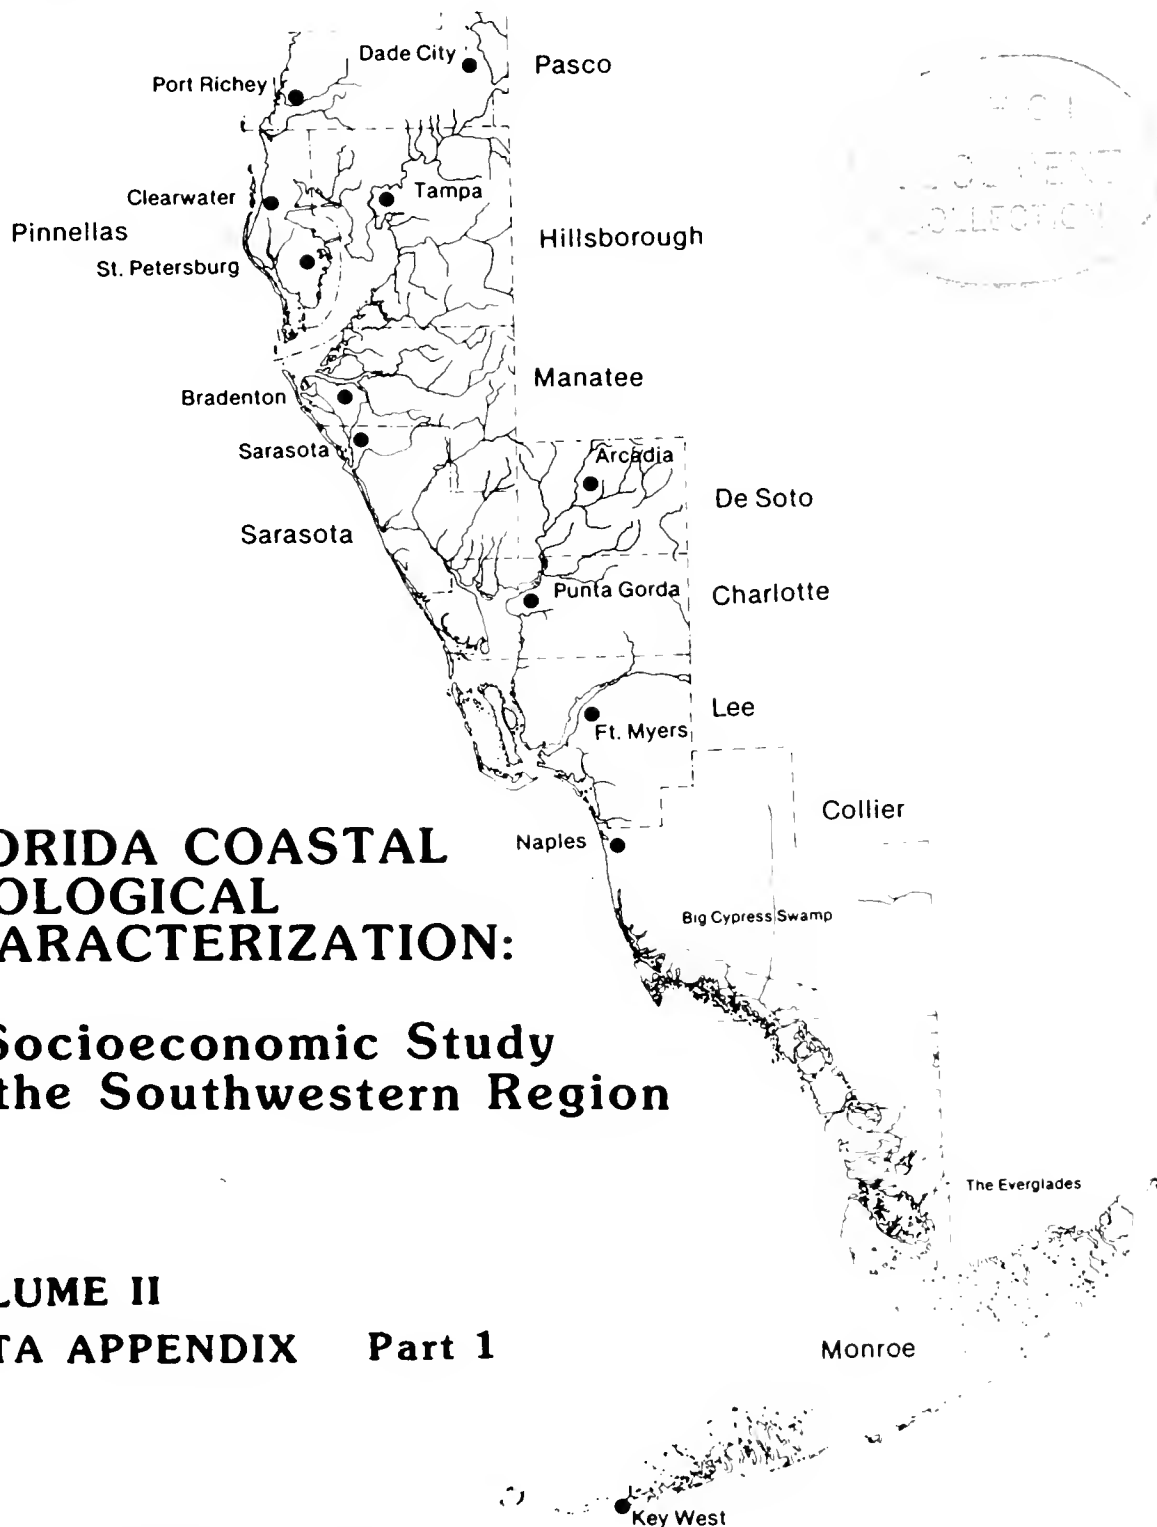 Dade City
Pasco
Port Richey
Clearwater
Tampa
Pinnellas
Hillsborough
St. Petersburg
Manatee
Bradenton
Sarasota
Arcadia
De Soto
Sarasota
Punta Gorda
Charlotte
Lee
Ft. Myers
Collier
Naples
ORIDA COASTAL
OLOGICAL
ARACTERIZATION:
Big Cypress Swamp
Socioeconomic Study
the Southwestern Region
The Everglades
LUME II
TA APPENDIX Part 1
Monroe
Key West
COLLECTION